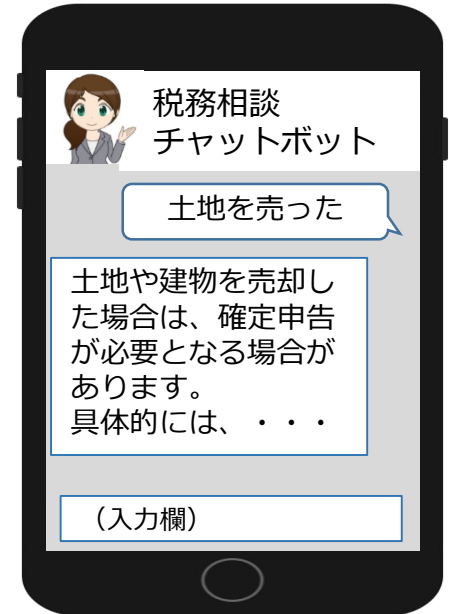 税務相談
チャットボット
土地を売った
土地や建物を売却し
た場合は、確定申告
が必要となる場合が
あります。
具体的には、・・・
（入力欄）